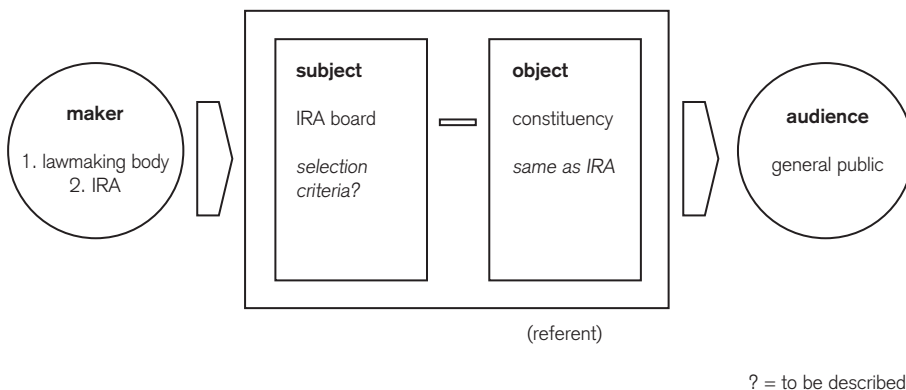 maker
1. lawmaking body
2. IRA
subject
IRA board
selection
criteria?
object
constituency
same as IRA
audience
general public
(referent)
? = to be described